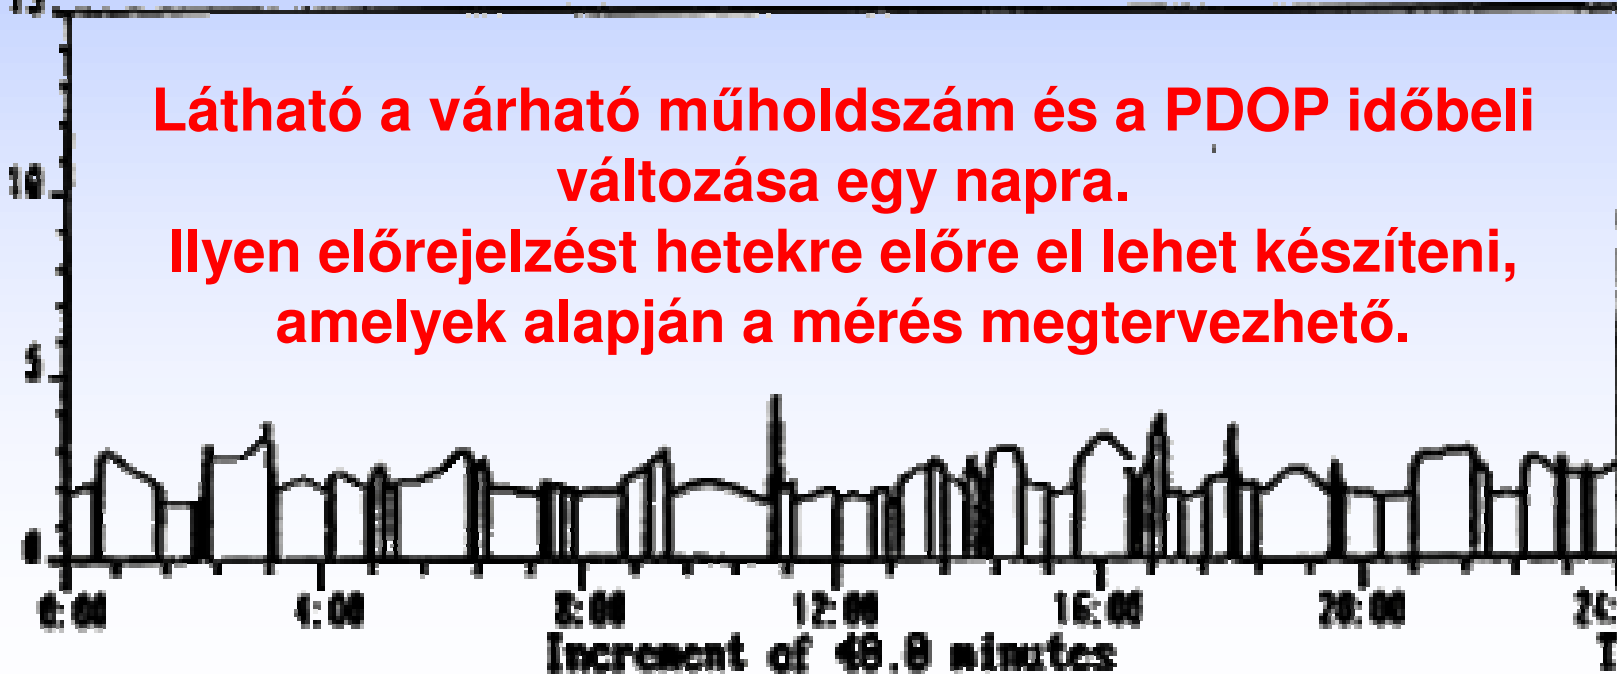 Látható a várható műholdszám és a PDOP időbeli
változása egy napra.
10
Ilyen előrejelzést hetekre előre el lehet készíteni,
amelyek alapján a mérés megtervezhető.
5
0
0:00 4:00 8:00 12:00 16:00 20:00
Increment of 40.0 minutes